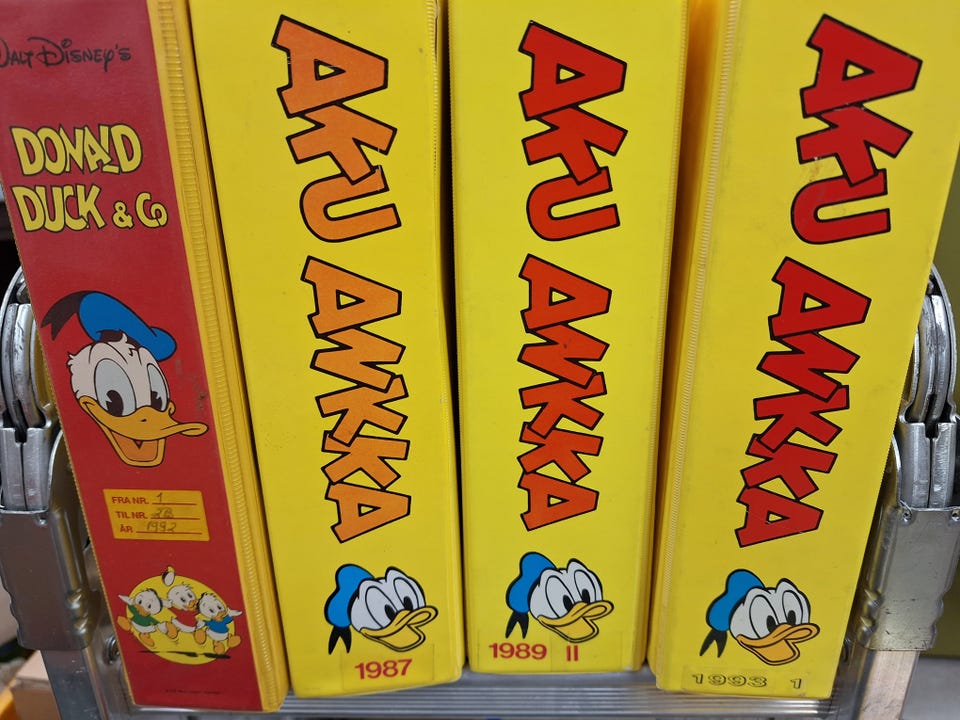 WALT DISNEY'S
DONALD
DUCK & Co
FRA NR. 1
TIL NR. 28
ÅR 1992
AKU ANKKA
1987
AKU ANKKA
1989 II
AKU ANKKA
1993 1